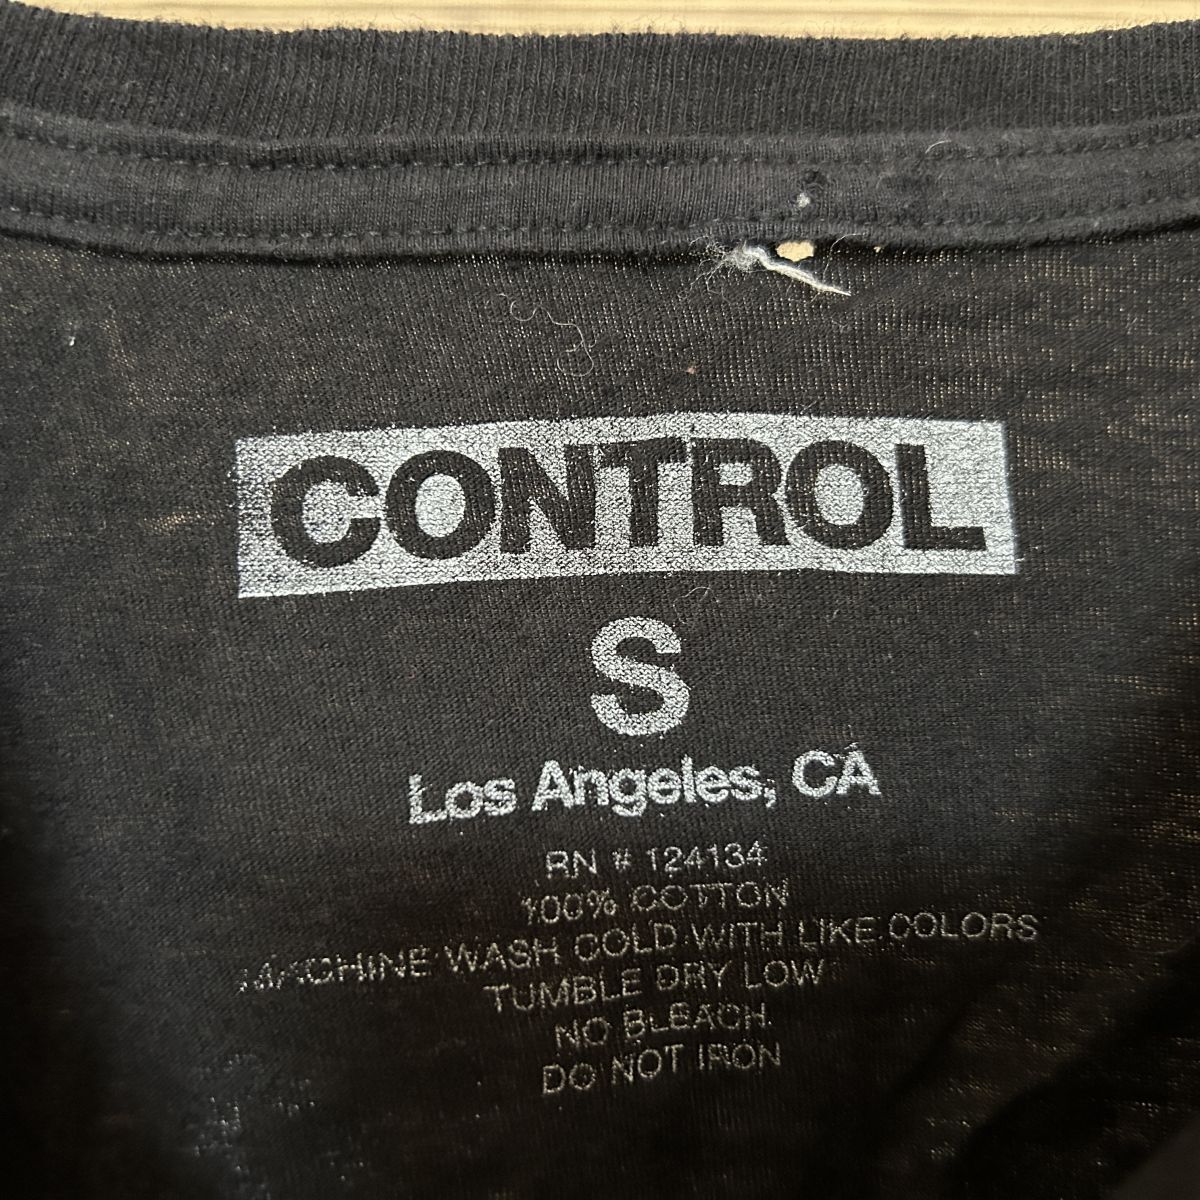 CONTROL
S
Los Angeles, CA
RN # 124134
100% COTTON
MACHINE WASH COLD WITH LIKE COLORS
TUMBLE DRY LOW
NO BLEACH
DO NOT IRON